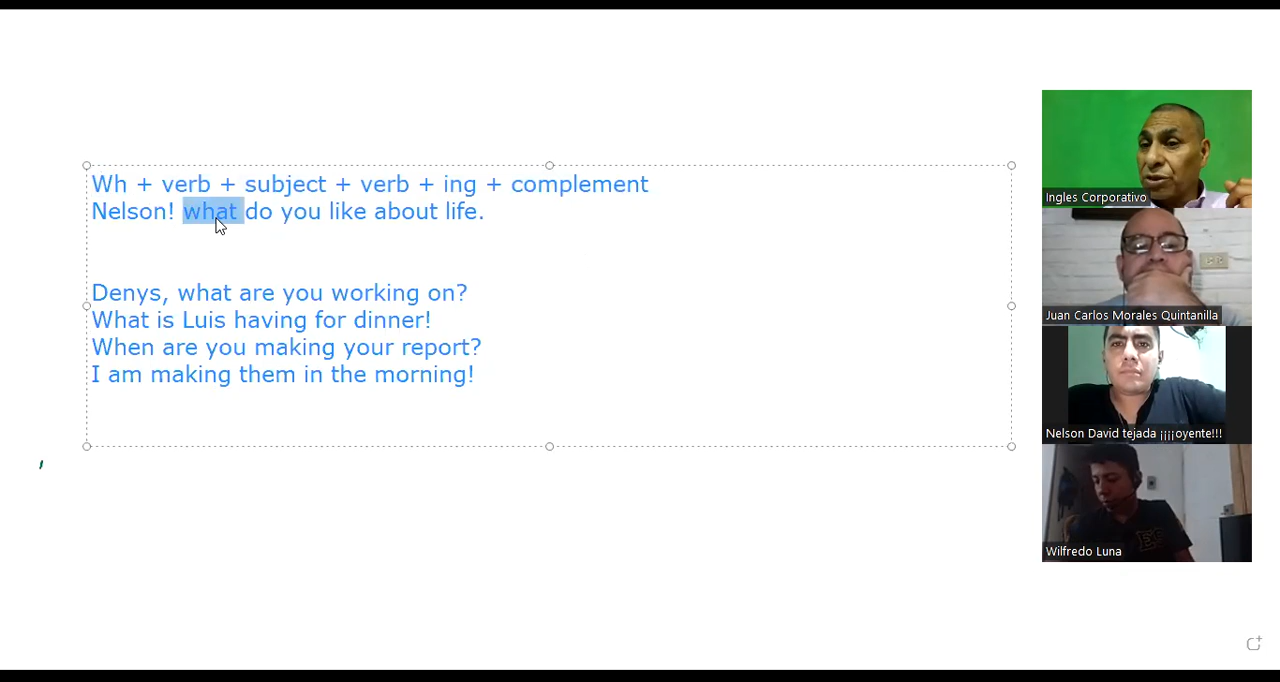 Wh + verb + subject + verb + ing + complement
Nelson! what do you like about life.
Denys, what are you working on?
What is Luis having for dinner!
When are you making your report?
I am making them in the morning!
Ingles Corporativo
Juan Carlos Morales Quintanilla
Nelson David tejada ¡¡¡¡oyente!!!
Wilfredo Luna